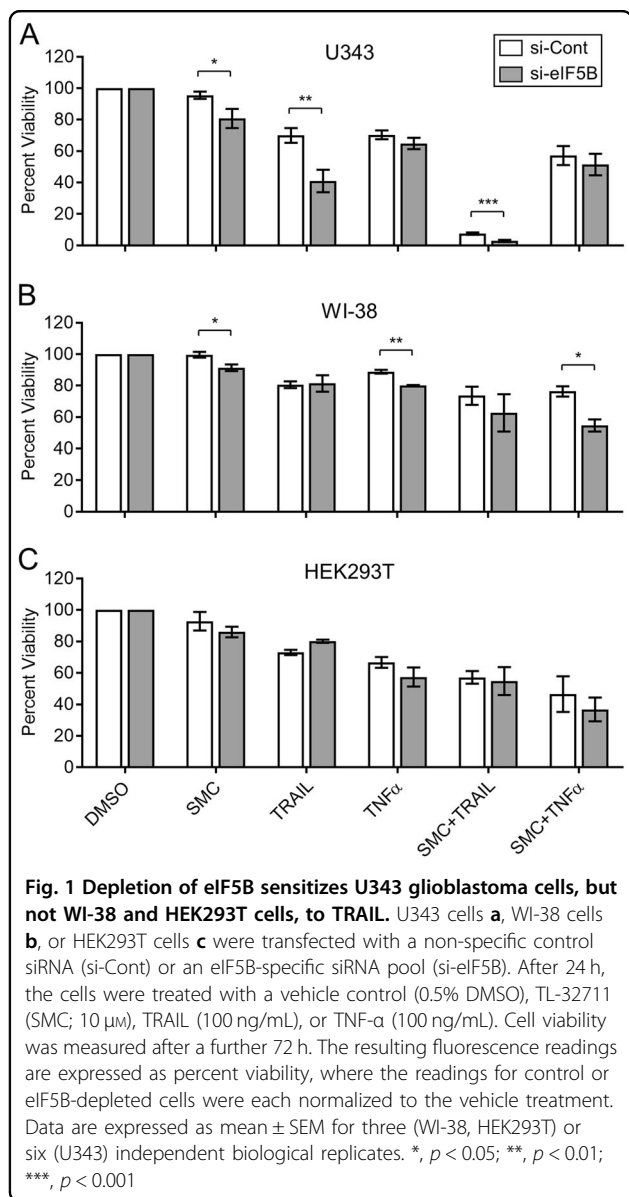 A
U343
si-Cont
si-eIF5B
Percent Viability
120
100
80
60
40
20
0
*
**
***
B
WI-38
Percent Viability
120
100
80
60
40
20
0
*
**
*
C
HEK293T
Percent Viability
120
100
80
60
40
20
0
DMSO
SMC
TRAIL
TNFα
SMC+TRAIL
SMC+TNFα
Fig. 1 Depletion of eIF5B sensitizes U343 glioblastoma cells, but
not WI-38 and HEK293T cells, to TRAIL. U343 cells a, WI-38 cells
b, or HEK293T cells c were transfected with a non-specific control
siRNA (si-Cont) or an eIF5B-specific siRNA pool (si-eIF5B). After 24 h,
the cells were treated with a vehicle control (0.5% DMSO), TL-32711
(SMC; 10 μM), TRAIL (100 ng/mL), or TNF-α (100 ng/mL). Cell viability
was measured after a further 72 h. The resulting fluorescence readings
are expressed as percent viability, where the readings for control or
eIF5B-depleted cells were each normalized to the vehicle treatment.
Data are expressed as mean ± SEM for three (WI-38, HEK293T) or
six (U343) independent biological replicates. *, p < 0.05; **, p < 0.01;
***, p < 0.001